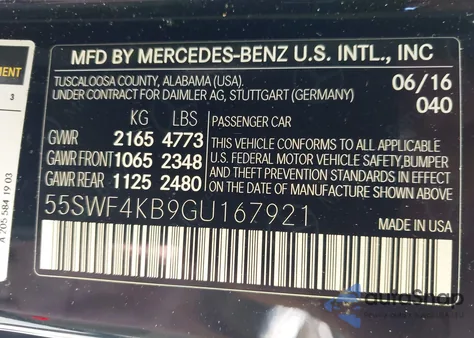 MFD BY MERCEDES-BENZ U.S. INTL., INC
TUSCALOOSA COUNTY, ALABAMA (USA).
UNDER CONTRACT FOR DAIMLER AG, STUTTGART (GERMANY)
06/16
040
KG LBS
GVWR 2165 4773
GAWR FRONT 1065 2348
GAWR REAR 1125 2480
PASSENGER CAR
THIS VEHICLE CONFORMS TO ALL APPLICABLE
U.S. FEDERAL MOTOR VEHICLE SAFETY, BUMPER
AND THEFT PREVENTION STANDARDS IN EFFECT
ON THE DATE OF MANUFACTURE SHOWN ABOVE.
55SWF4KB9GU167921
MADE IN USA
3
A 205 584 19 03
autoSnap